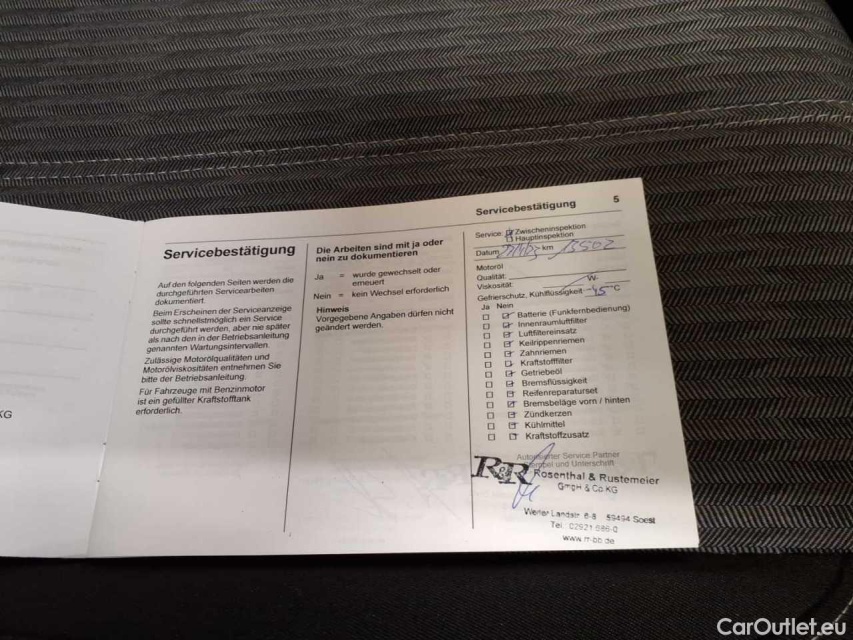 KG
Servicebestätigung
Auf den folgenden Seiten werden die
durchgeführten Servicearbeiten
dokumentiert.
Beim Erscheinen der Serviceanzeige
sollte schnellstmöglich ein Service
durchgeführt werden, aber nie später
als nach den in der Betriebsanleitung
genannten Wartungsintervallen.
Zulässige Motorölqualitäten und
Motorölviskositäten entnehmen Sie
bitte der Betriebsanleitung.
Für Fahrzeuge mit Benzinmotor
ist ein gefüllter Kraftstofftank
erforderlich.
Die Arbeiten sind mit ja oder
nein zu dokumentieren
Ja = wurde gewechselt oder
erneuert
Nein = kein Wechsel erforderlich
Hinweis
Vorgegebene Angaben dürfen nicht
geändert werden.
Servicebestätigung 5
Service: Zwischeninspektion
Hauptinspektion
Datum km 13502
Motoröl
Qualität:
Viskosität: W-
Gefrierschutz, Kühlflüssigkeit -45 °C
Ja Nein
Batterie (Funkfernbedienung)
Innenraumluftfilter
Luftfiltereinsatz
Keilrippenriemen
Zahnriemen
Kraftstofffilter
Getriebeöl
Bremsflüssigkeit
Reifenreparaturset
Bremsbeläge vorn / hinten
Zündkerzen
Kühlmittel
Kraftstoffzusatz
Autorisierter Service Partner
Stempel und Unterschrift
R&R Rosenthal & Rustemeier
GmbH & Co.KG
Werler Landstr. 6-8 59494 Soest
Tel. 02921 986-0
www.rr-bb.de
CarOutlet.eu